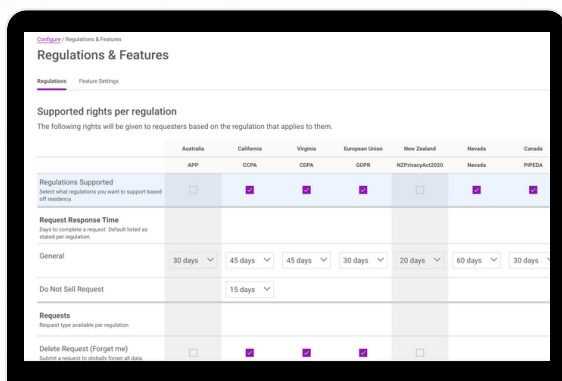 Configure / Regulations & Features
Regulations & Features
Regulations Feature Settings
Supported rights per regulation
The following rights will be given to requesters based on the regulation that applies to them.
Australia California Virginia European Union New Zealand Nevada Canada
APP CCPA CDPA GDPR NZPrivacyAct2020 Nevada PIPEDA
Regulations Supported
Select what regulations you want to support based
off residency.
Request Response Time
Days to complete a request. Default listed as
stated per regulation.
General 30 days 45 days 45 days 30 days 20 days 60 days 30 days
Do Not Sell Request 15 days
Requests
Request type available per regulation
Delete Request (Forget me)
Submit a request to globally forget all data.